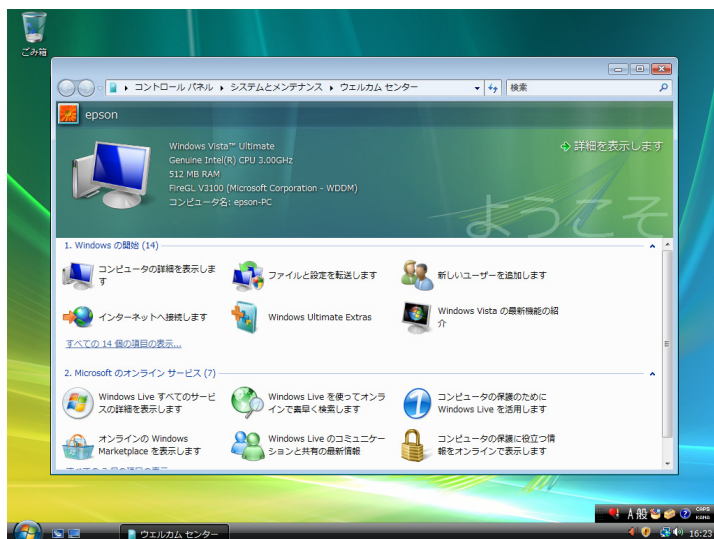 ごみ箱
コントロール パネル ▸ システムとメンテナンス ▸ ウェルカム センター
検索
epson
Windows Vista™ Ultimate
Genuine Intel(R) CPU 3.00GHz
512 MB RAM
FireGL V3100 (Microsoft Corporation - WDDM)
コンピュータ名: epson-PC
詳細を表示します
ようこそ
1. Windows の開始 (14)
コンピュータの詳細を表示しま
す
ファイルと設定を転送します
新しいユーザーを追加します
インターネットへ接続します
Windows Ultimate Extras
Windows Vista の最新機能の紹
介
すべての 14 個の項目の表示...
2. Microsoft のオンライン サービス (7)
Windows Live すべてのサービ
スの詳細を表示します
Windows Live を使ってオンラ
インで素早く検索します
コンピュータの保護のために
Windows Live を活用します
オンラインの Windows
Marketplace を表示します
Windows Live のコミュニケー
ションと共有の最新情報
コンピュータの保護に役立つ情
報をオンラインで表示します
A 般
CAPS
KANA
ウェルカム センター
16:23